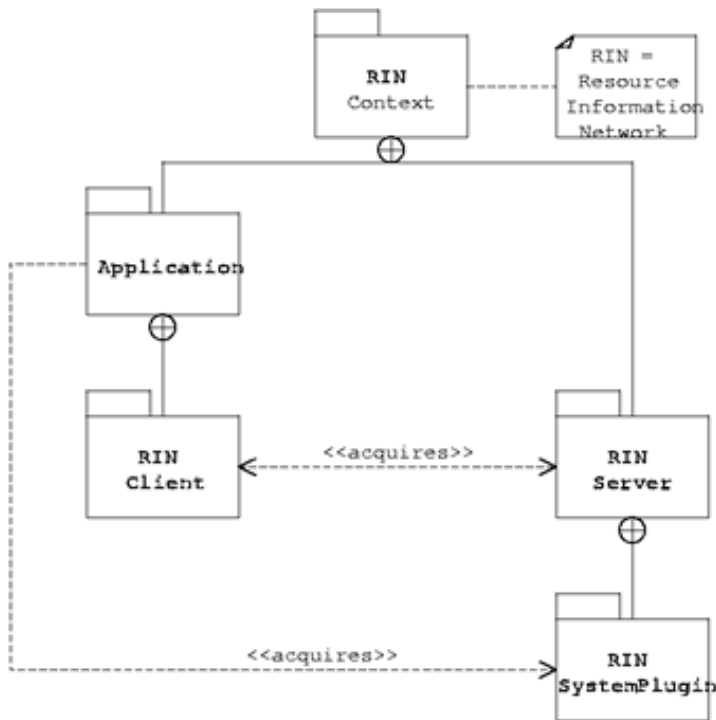 RIN
Context
RIN =
Resource
Information
Network
Application
RIN
Client
<<acquires>>
RIN
Server
<<acquires>>
RIN
SystemPlugin